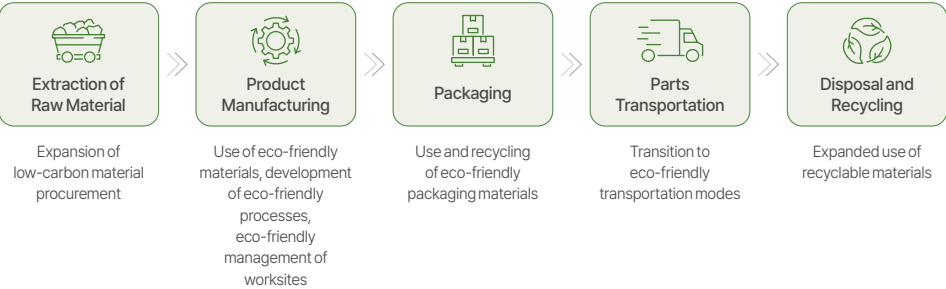 Extraction of
Raw Material
Expansion of
low-carbon material
procurement
Product
Manufacturing
Use of eco-friendly
materials, development
of eco-friendly
processes,
eco-friendly
management of
worksites
Packaging
Use and recycling
of eco-friendly
packaging materials
Parts
Transportation
Transition to
eco-friendly
transportation modes
Disposal and
Recycling
Expanded use of
recyclable materials